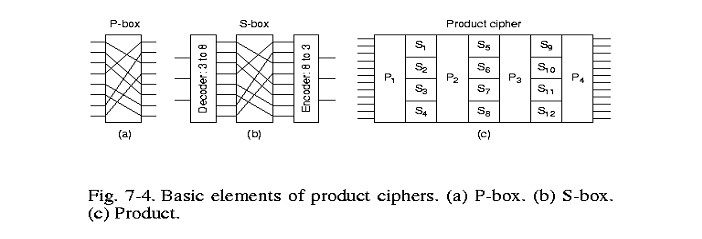 P-box
S-box
Product cipher
Decoder: 3 to 8
Encoder: 8 to 3
P₁
S₁
S₂
S₃
S₄
P₂
S₅
S₆
S₇
S₈
P₃
S₉
S₁₀
S₁₁
S₁₂
P₄
(a)
(b)
(c)
Fig. 7-4. Basic elements of product ciphers. (a) P-box. (b) S-box.
(c) Product.